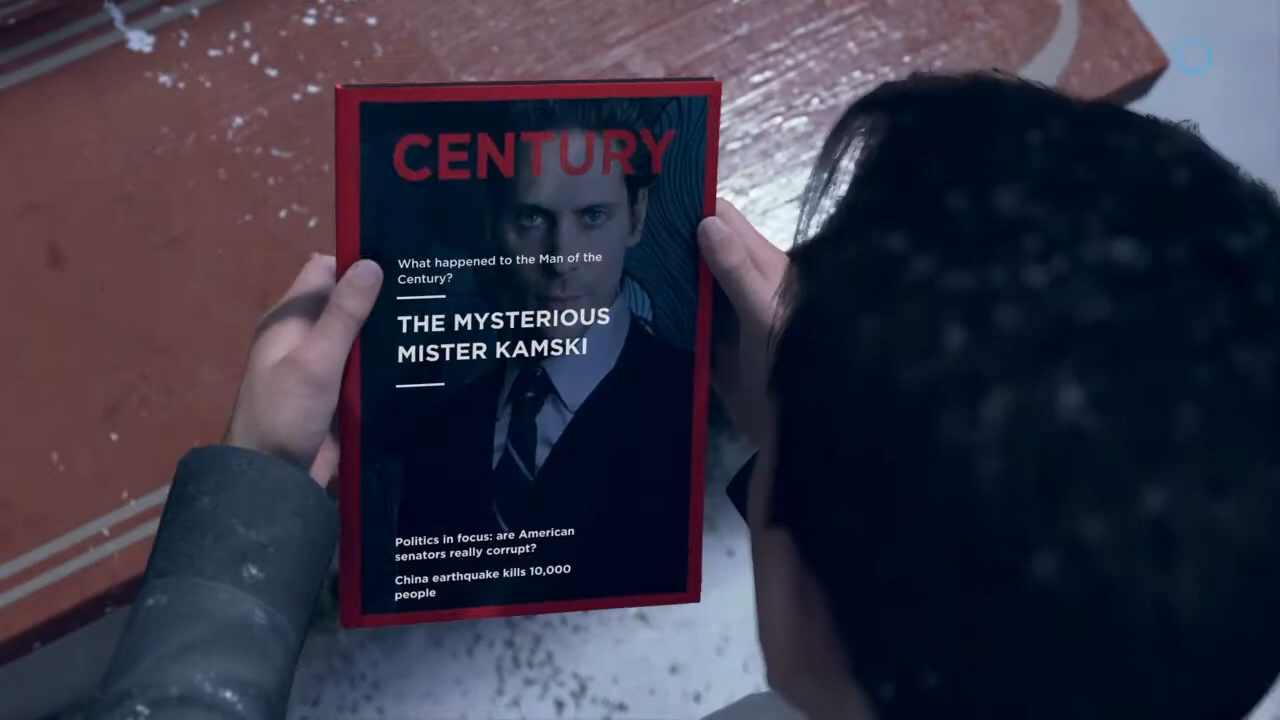 CENTURY
What happened to the Man of the
Century?
THE MYSTERIOUS
MISTER KAMSKI
Politics in focus: are American
senators really corrupt?
China earthquake kills 10,000
people